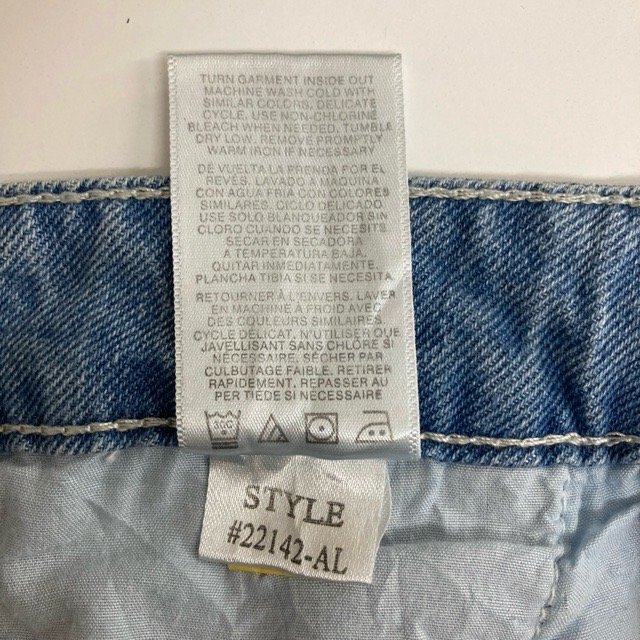 TURN GARMENT INSIDE OUT
MACHINE WASH COLD WITH
SIMILAR COLORS, DELICATE
CYCLE, USE NON-CHLORINE
BLEACH WHEN NEEDED, TUMBLE
DRY LOW, REMOVE PROMPTLY
WARM IRON IF NECESSARY
DE VUELTA LA PRENDA POR EL
REVES. LAVADO A MAQUINA
CON AGUA FRIA CON COLORES
SIMILARES. CICLO DELICADO
USE SOLO BLANQUEADOR SIN
CLORO CUANDO SE NECESITS
SECAR EN SECADORA
A TEMPERATURA BAJA.
QUITAR INMEDIATAMENTE.
PLANCHA TIBIA SI SE NECESITA
RETOURNER À L'ENVERS. LAVER
EN MACHINE À FROID AVEC
DES COULEURS SIMILAIRES
CYCLE DÉLICAT. N'UTILISER QUE
JAVELLISANT SANS CHLORE SI
NÉCESSAIRE. SÉCHER PAR
CULBUTAGE FAIBLE. RETIRER
RAPIDEMENT. REPASSER AU
PER TIEDE SI NÉCESSAIRE
STYLE
#22142-AL